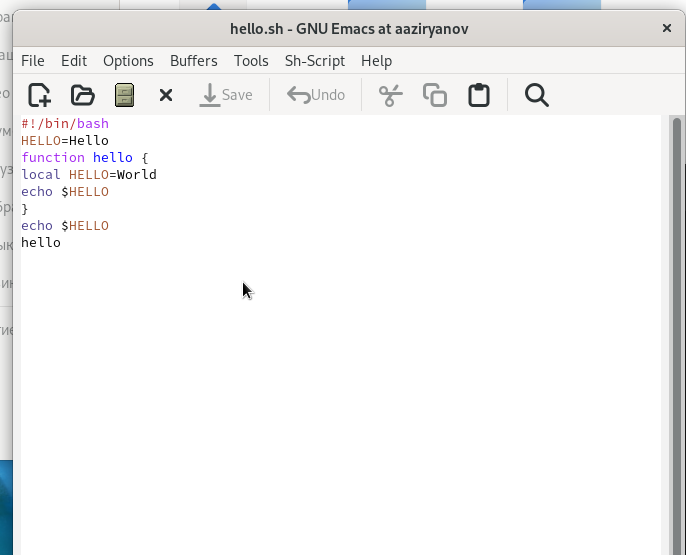 hello.sh - GNU Emacs at aaziryanov
File Edit Options Buffers Tools Sh-Script Help
Save Undo
#!/bin/bash
HELLO=Hello
function hello {
local HELLO=World
echo $HELLO
}
echo $HELLO
hello